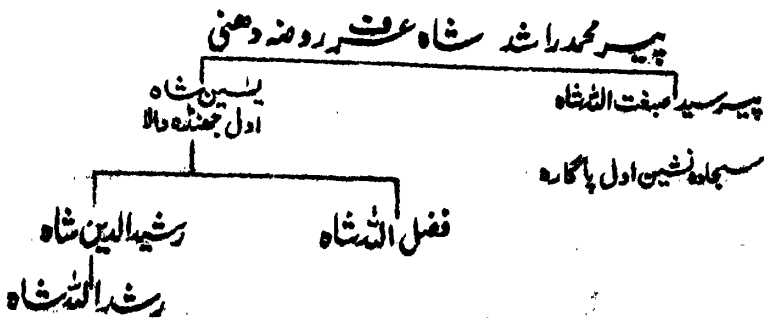 پیر محمد راشد شاہ عرف روضہ دھنی
پیر سید صبغت اللہ شاہ
یٰسین شاہ
اول جھنڈہ والا
سجادہ نشین اول پاگارہ
فضل اللہ شاہ
رشید الدین شاہ
رشد اللہ شاہ